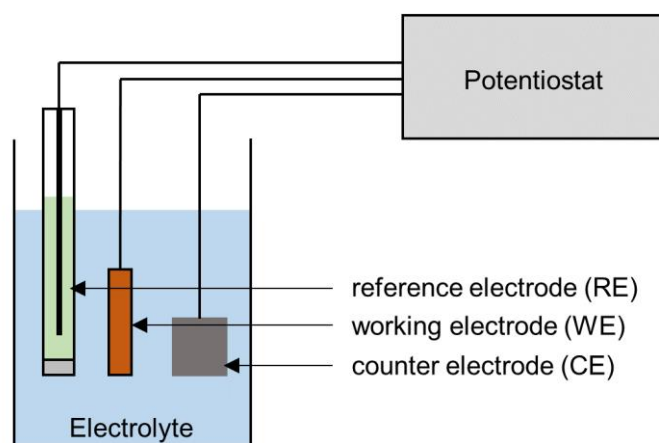 Potentiostat
reference electrode (RE)
working electrode (WE)
counter electrode (CE)
Electrolyte